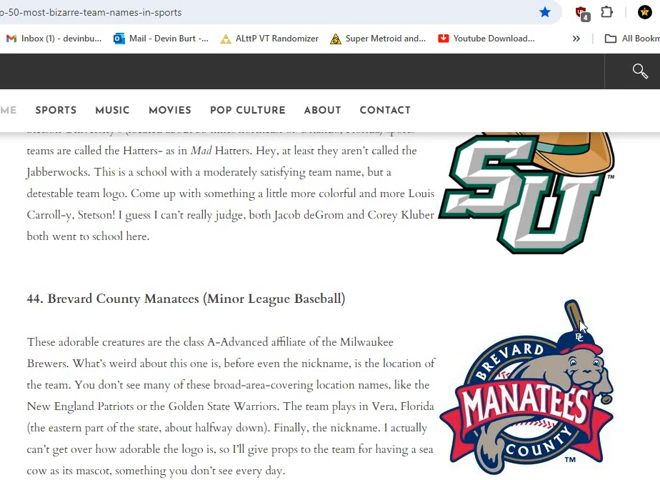 o-50-most-bizarre-team-names-in-sports
4
Inbox (1) - devinbu...
Mail - Devin Burt -...
ALttP VT Randomizer
Super Metroid and...
Youtube Download...
»
All Bookm
ME SPORTS MUSIC MOVIES POP CULTURE ABOUT CONTACT
teams are called the Hatters- as in Mad Hatters. Hey, at least they aren't called the
Jabberwocks. This is a school with a moderately satisfying team name, but a
detestable team logo. Come up with something a little more colorful and more Louis
Carroll-y, Stetson! I guess I can't really judge, both Jacob deGrom and Corey Kluber
both went to school here.
SU
TM
44. Brevard County Manatees (Minor League Baseball)
These adorable creatures are the class A-Advanced affiliate of the Milwaukee
Brewers. What's weird about this one is, before even the nickname, is the location of
the team. You don't see many of these broad-area-covering location names, like the
New England Patriots or the Golden State Warriors. The team plays in Vera, Florida
(the eastern part of the state, about halfway down). Finally, the nickname. I actually
can't get over how adorable the logo is, so I'll give props to the team for having a sea
cow as its mascot, something you don't see every day.
BC
BREVARD
MANATEES
COUNTY
TM